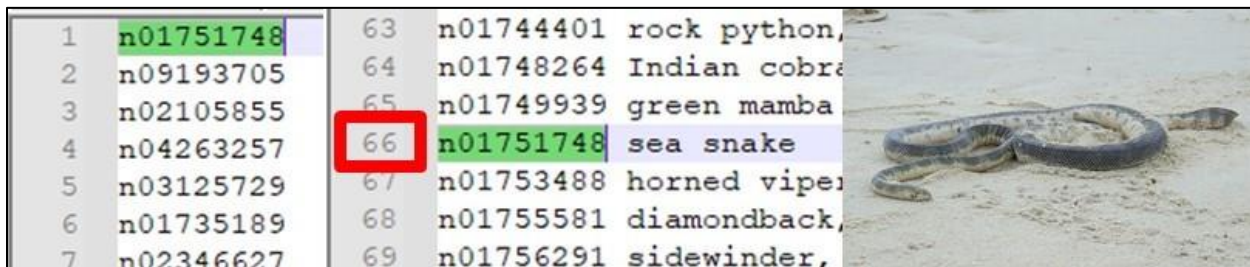 1 n01751748
2 n09193705
3 n02105855
4 n04263257
5 n03125729
6 n01735189
7 n02346627
63 n01744401 rock python,
64 n01748264 Indian cobra
65 n01749939 green mamba
66 n01751748 sea snake
67 n01753488 horned viper
68 n01755581 diamondback,
69 n01756291 sidewinder,